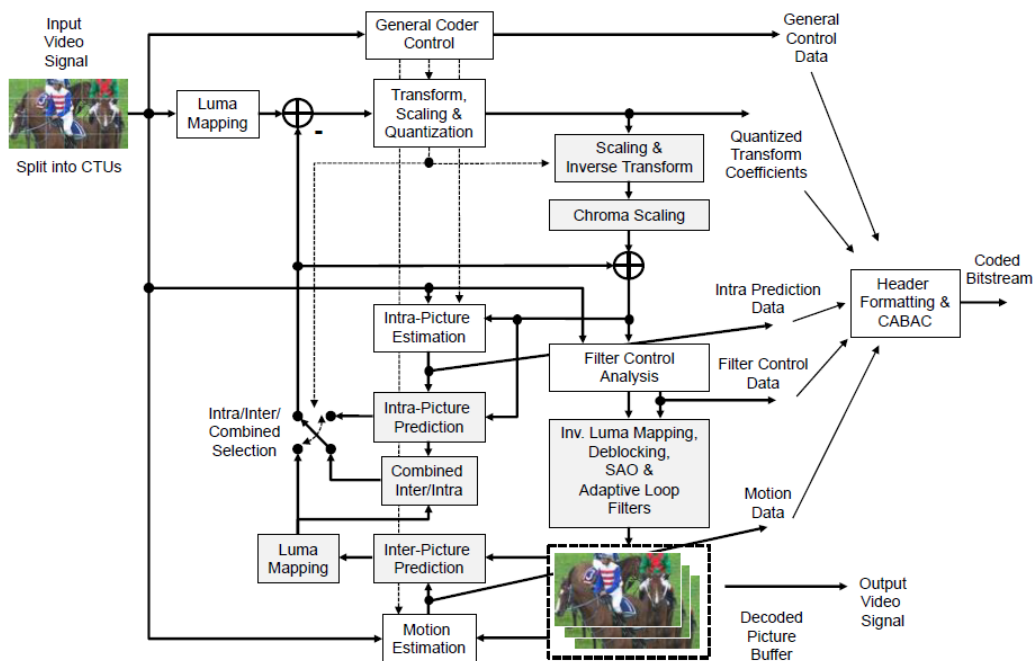 Input
Video
Signal
Split into CTUs
General Coder
Control
General
Control
Data
Luma
Mapping
-
Transform,
Scaling &
Quantization
Quantized
Transform
Coefficients
Scaling &
Inverse Transform
Chroma Scaling
Intra-Picture
Estimation
Intra Prediction
Data
Header
Formatting &
CABAC
Coded
Bitstream
Filter Control
Analysis
Filter Control
Data
Intra/Inter/
Combined
Selection
Intra-Picture
Prediction
Inv. Luma Mapping,
Deblocking,
SAO &
Adaptive Loop
Filters
Combined
Inter/Intra
Motion
Data
Luma
Mapping
Inter-Picture
Prediction
Motion
Estimation
Decoded
Picture
Buffer
Output
Video
Signal